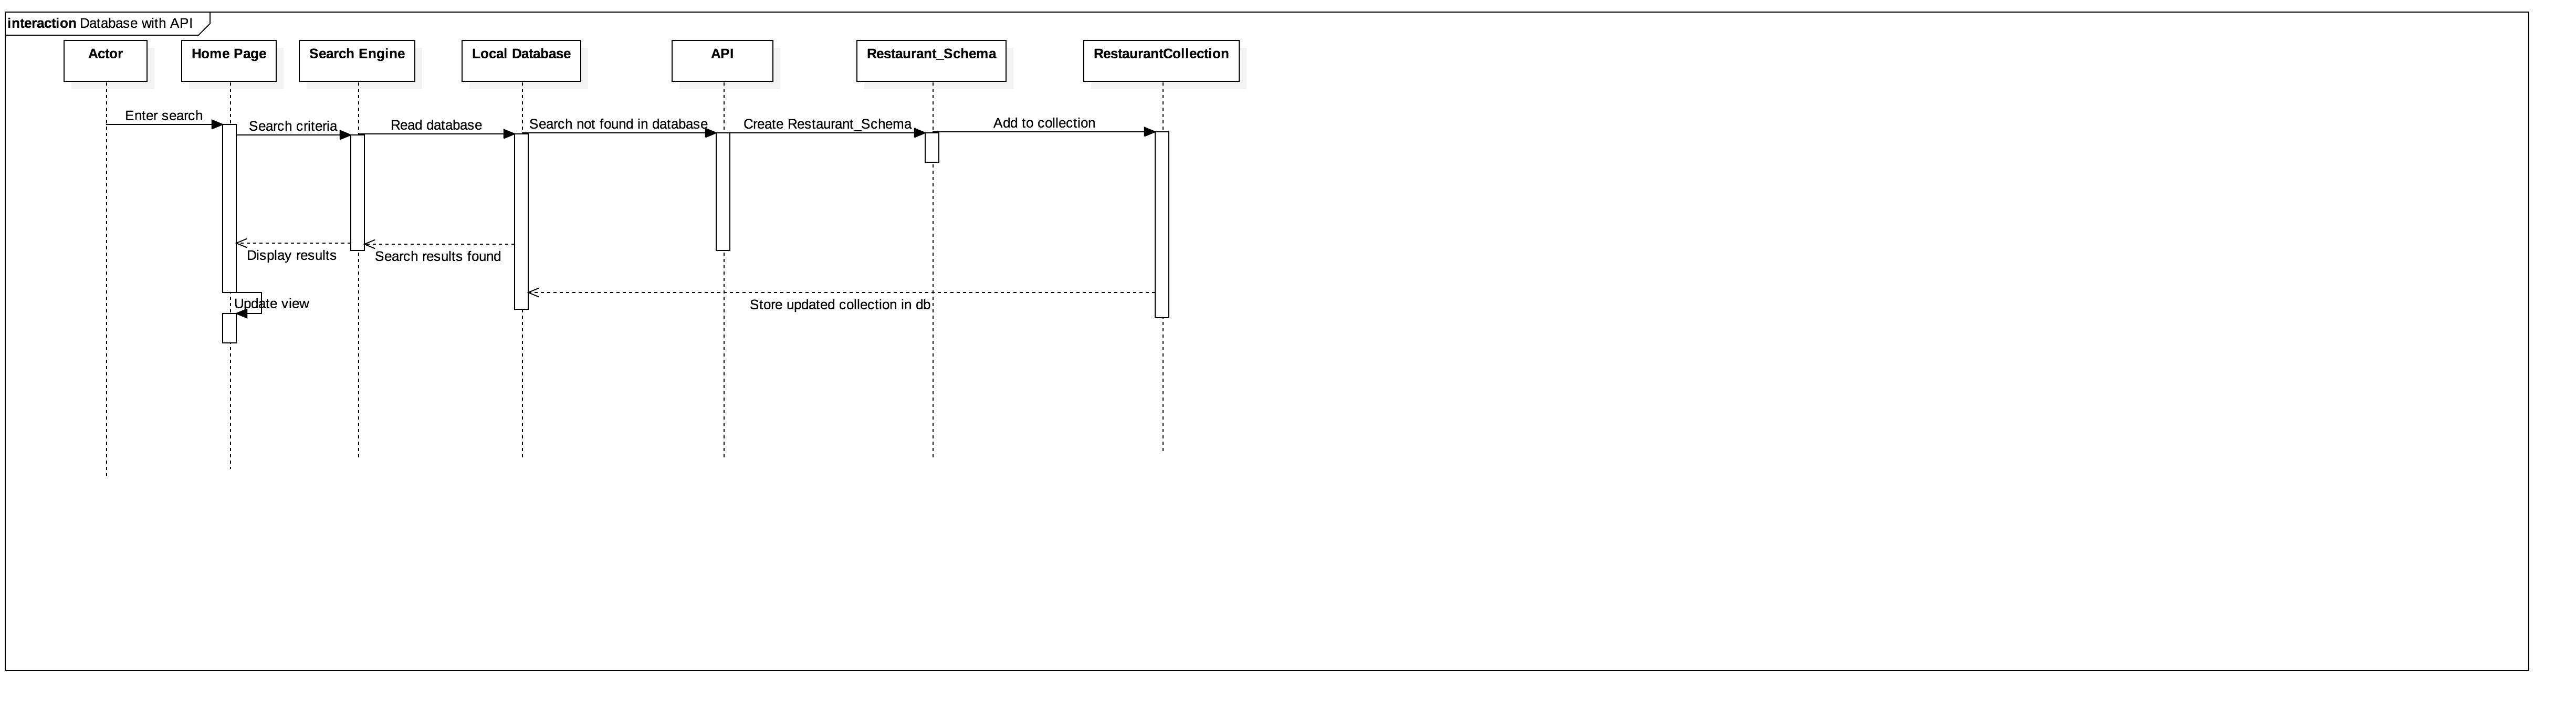 interaction Database with API
Actor
Home Page
Search Engine
Local Database
API
Restaurant_Schema
RestaurantCollection
Enter search
Search criteria
Read database
Search not found in database
Create Restaurant_Schema
Add to collection
Display results
Search results found
Update view
Store updated collection in db